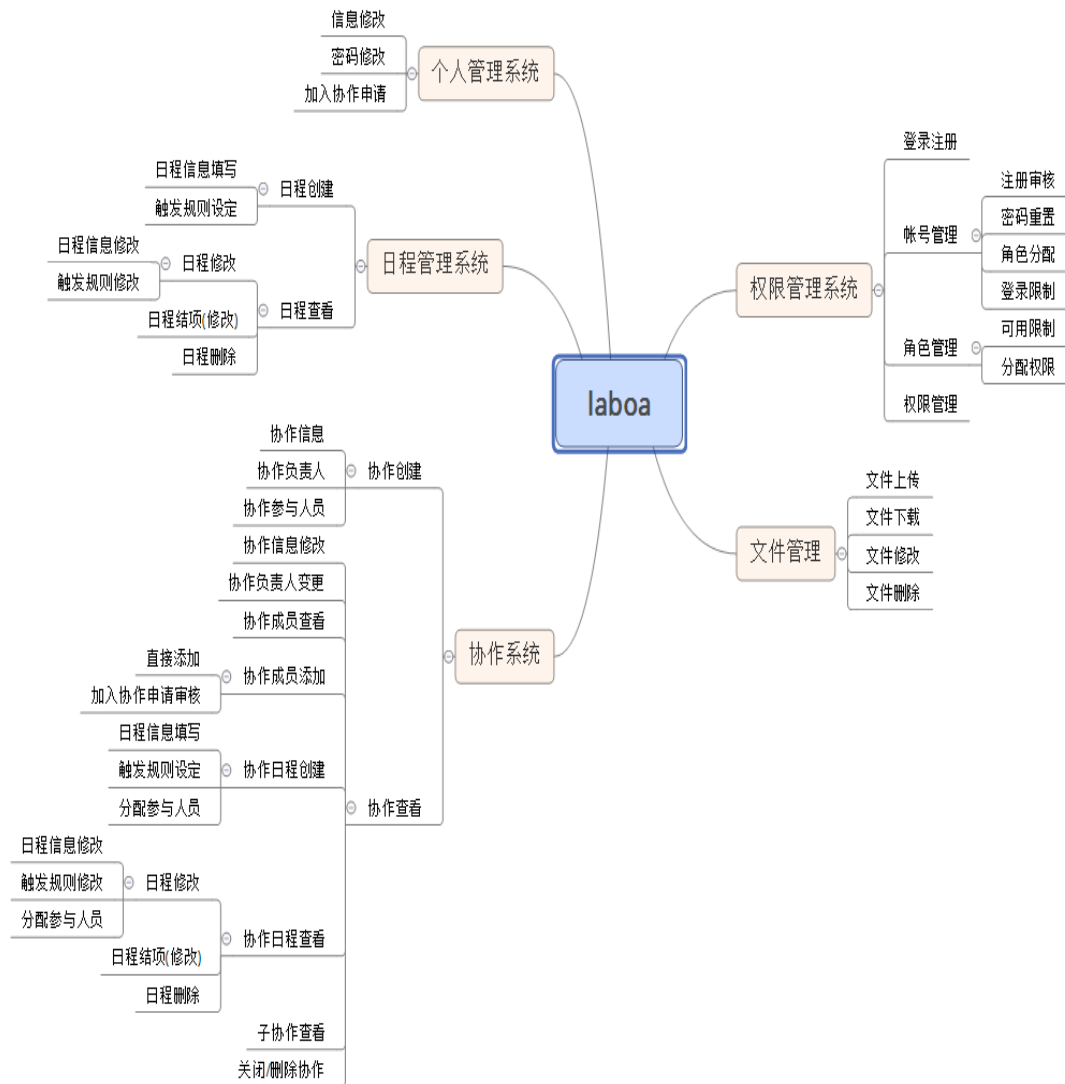 信息修改
密码修改
加入协作申请
个人管理系统
日程信息填写
触发规则设定
日程创建
日程信息修改
触发规则修改
日程修改
日程结项(修改)
日程删除
日程查看
日程管理系统
登录注册
注册审核
密码重置
角色分配
登录限制
帐号管理
可用限制
分配权限
角色管理
权限管理
权限管理系统
laboa
文件上传
文件下载
文件修改
文件删除
文件管理
协作信息
协作负责人
协作参与人员
协作创建
协作信息修改
协作负责人变更
协作成员查看
直接添加
加入协作申请审核
协作成员添加
日程信息填写
触发规则设定
分配参与人员
协作日程创建
日程信息修改
触发规则修改
分配参与人员
日程修改
日程结项(修改)
日程删除
协作日程查看
子协作查看
关闭/删除协作
协作查看
协作系统